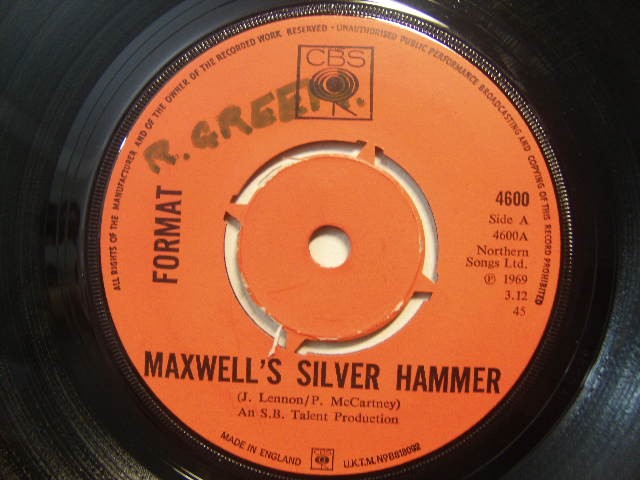 ALL RIGHTS OF THE MANUFACTURER AND OF THE OWNER OF THE RECORDED WORK RESERVED - UNAUTHORISED PUBLIC PERFORMANCE BROADCASTING AND COPYING OF THIS RECORD PROHIBITED
CBS
R. GREEN.
FORMAT
4600
Side A
4600A
Northern
Songs Ltd.
℗ 1969
3.12
45
MAXWELL'S SILVER HAMMER
(J. Lennon/P. McCartney)
An S.B. Talent Production
MADE IN ENGLAND
CBS
U.K.T.M. NºB818092